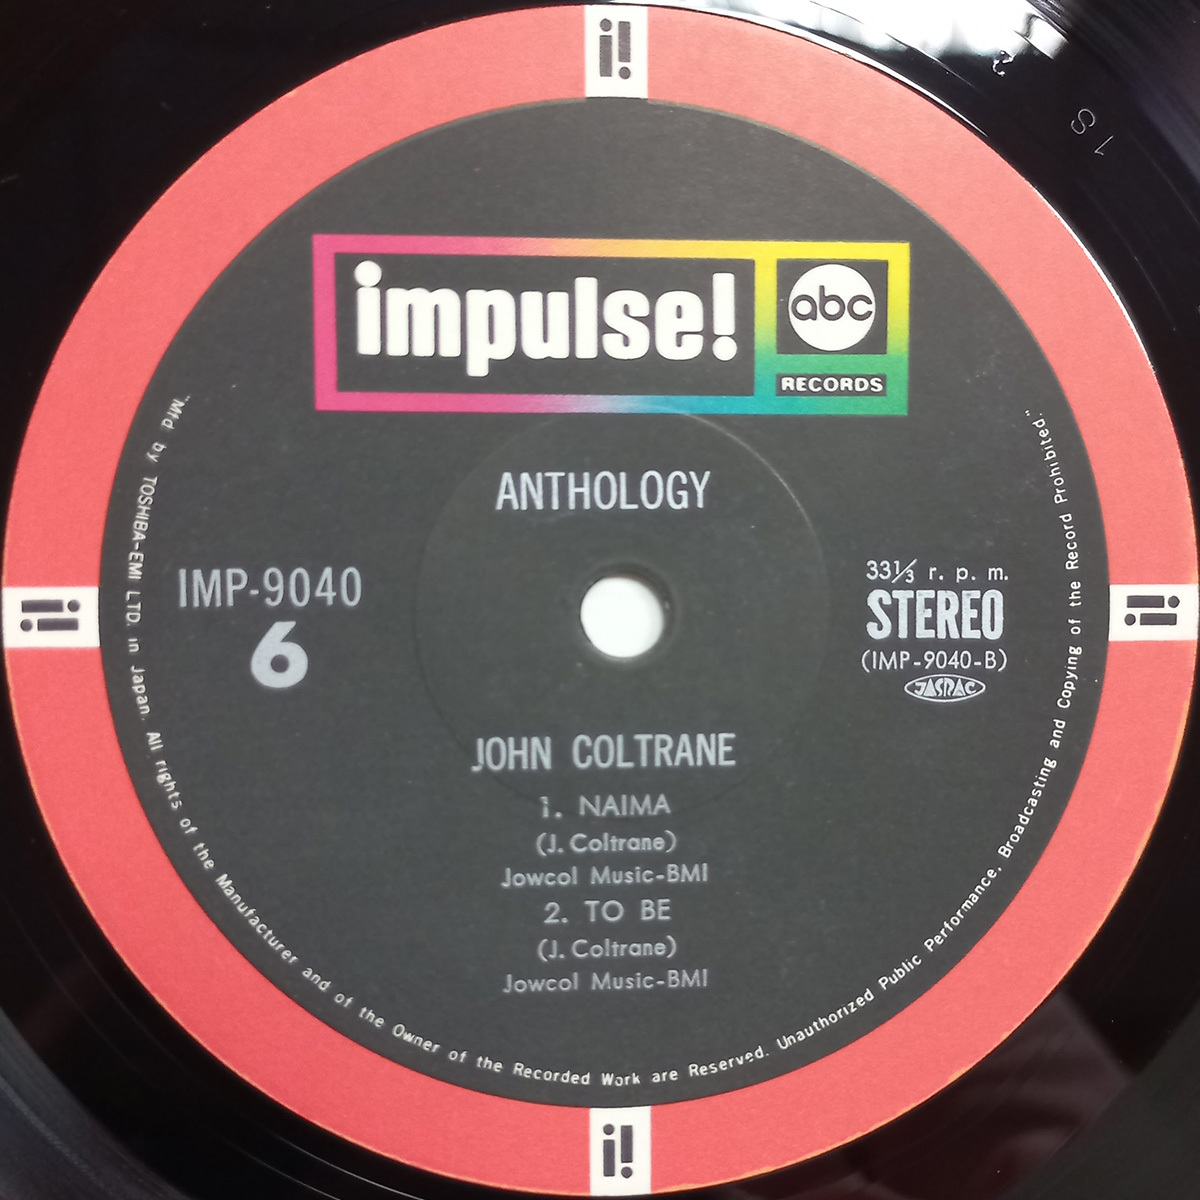 i!
impulse!
abc
RECORDS
ANTHOLOGY
IMP-9040
6
33⅓ r. p. m.
STEREO
(IMP-9040-B)
JASRAC
JOHN COLTRANE
1. NAIMA
(J. Coltrane)
Jowcol Music-BMI
2. TO BE
(J. Coltrane)
Jowcol Music-BMI
"Mfd by TOSHIBA-EMI LTD. in Japan. All rights of the Manufacturer and of the Owner of the Recorded Work are Reserved. Unauthorized Public Performance, Broadcasting and Copying of the Record Prohibited."
i!
i!
i!
1S